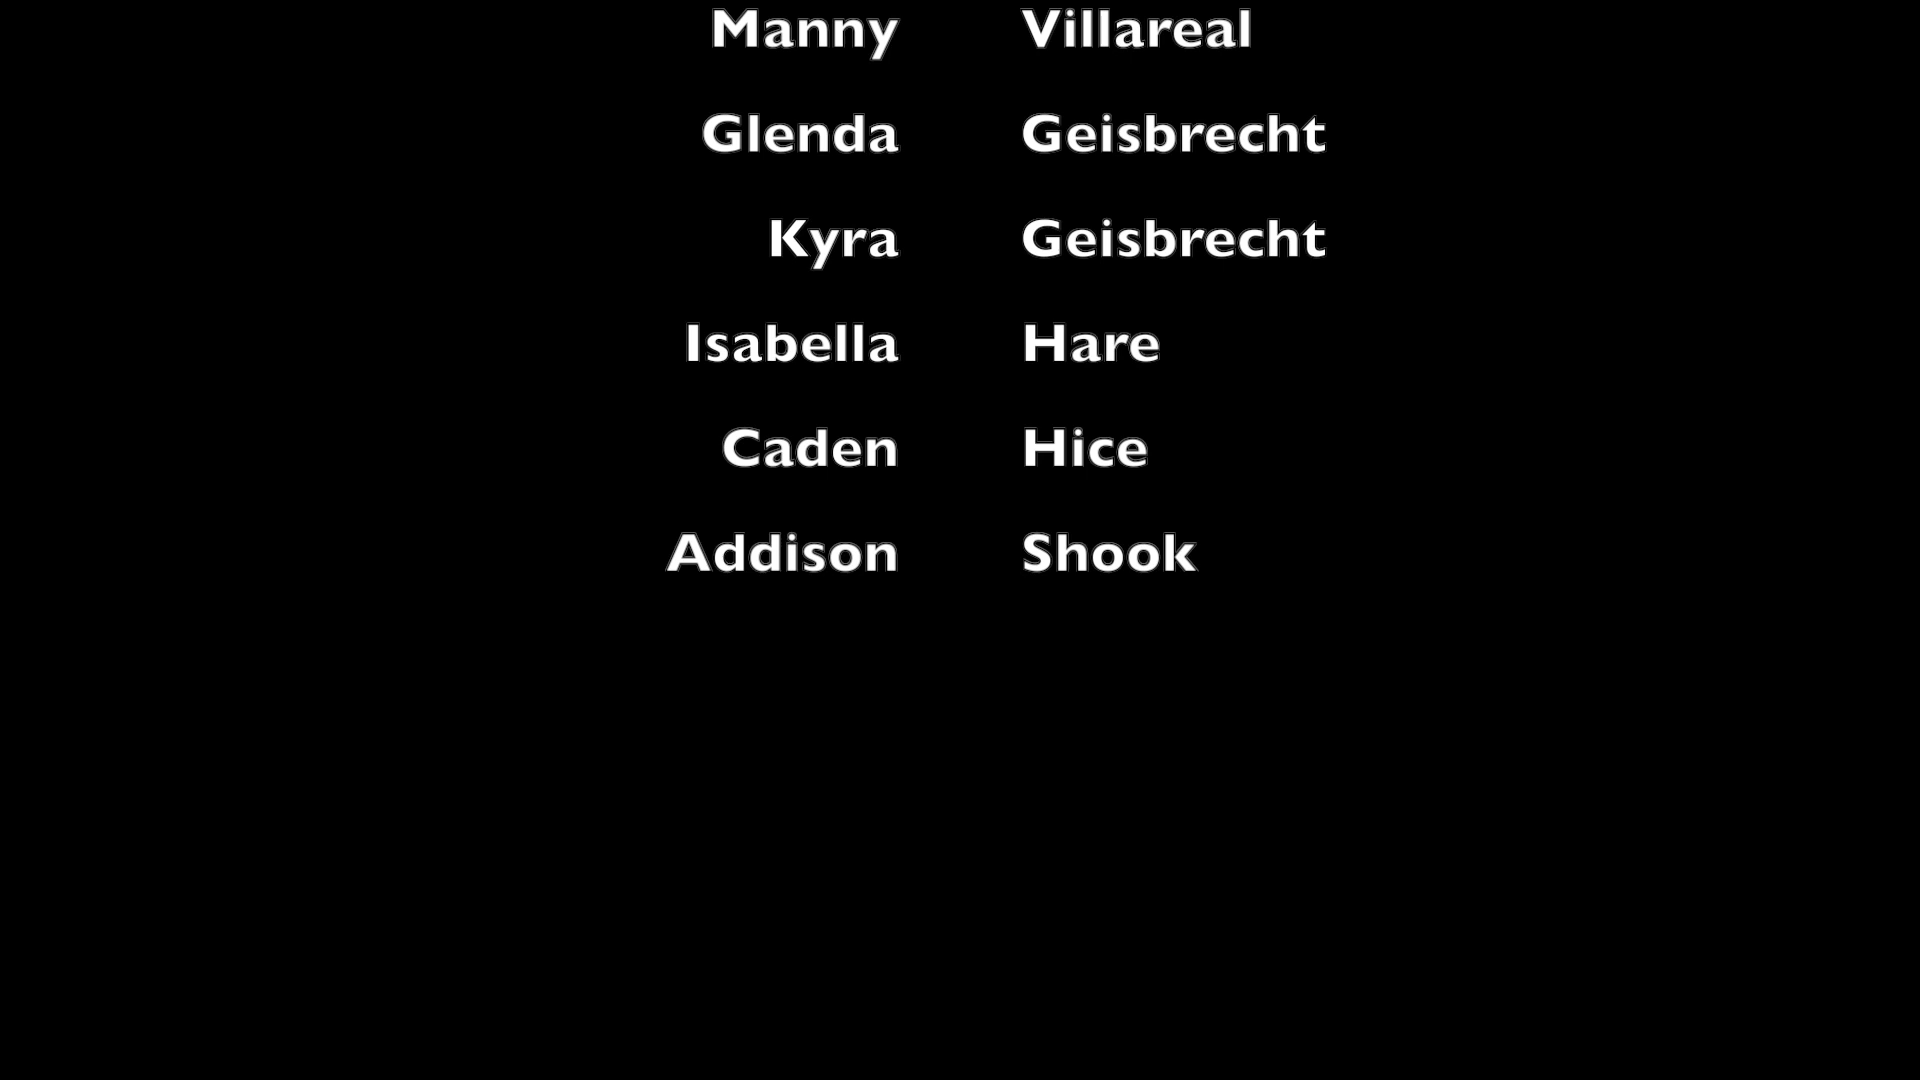 Manny Villareal
Glenda Geisbrecht
Kyra Geisbrecht
Isabella Hare
Caden Hice
Addison Shook